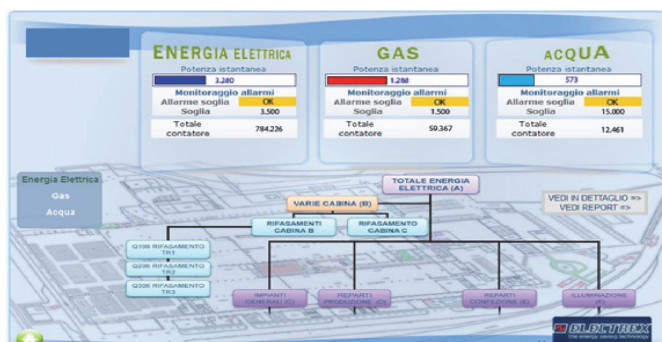 ENERGIA ELETTRICA
Potenza istantanea
3.280
Monitoraggio allarmi
Allarme soglia OK
Soglia 3.500
Totale contatore 784.226
GAS
Potenza istantanea
1.288
Monitoraggio allarmi
Allarme soglia OK
Soglia 1.500
Totale contatore 59.367
ACQUA
Potenza istantanea
573
Monitoraggio allarmi
Allarme soglia OK
Soglia 15.000
Totale contatore 12.461
Energia Elettrica
Gas
Acqua
TOTALE ENERGIA
ELETTRICA (A)
VARIE CABINA (B)
VEDI IN DETTAGLIO =>
VEDI REPORT =>
RIFASAMENTI
CABINA B
RIFASAMENTO
CABINA C
RIFASAMENTO
TR1
RIFASAMENTO
TR2
RIFASAMENTO
TR3
IMPIANTI
GENERALI (C)
REPARTI
PRODUZIONE (D)
REPARTI
CONFEZIONE (E)
ILLUMINAZIONE
(F)
ELECTREX
The energy saving technology